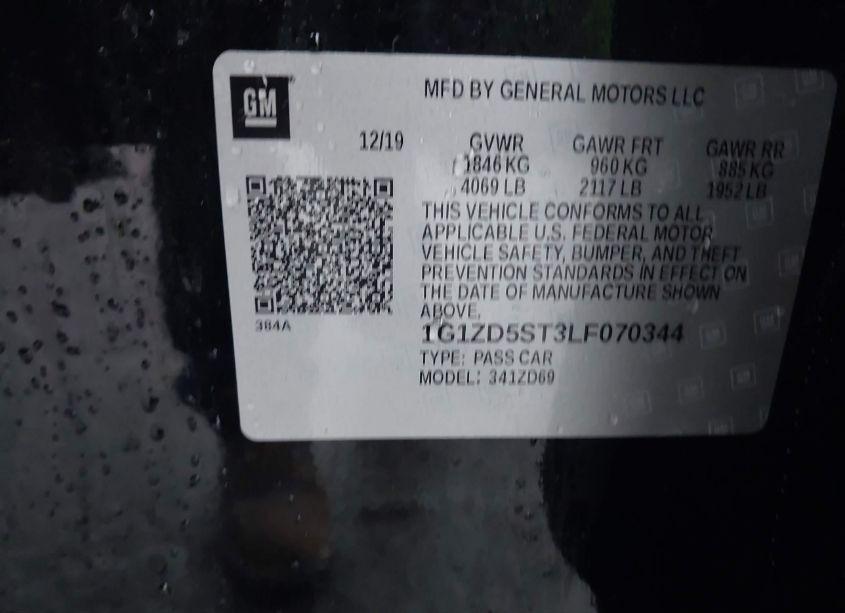 GM
MFD BY GENERAL MOTORS LLC
12/19 GVWR GAWR FRT GAWR RR
1846 KG 960 KG 885 KG
4069 LB 2117 LB 1952 LB
THIS VEHICLE CONFORMS TO ALL
APPLICABLE U.S. FEDERAL MOTOR
VEHICLE SAFETY, BUMPER, AND THEFT
PREVENTION STANDARDS IN EFFECT ON
THE DATE OF MANUFACTURE SHOWN
ABOVE.
384A
1G1ZD5ST3LF070344
TYPE: PASS CAR
MODEL: 341ZD69